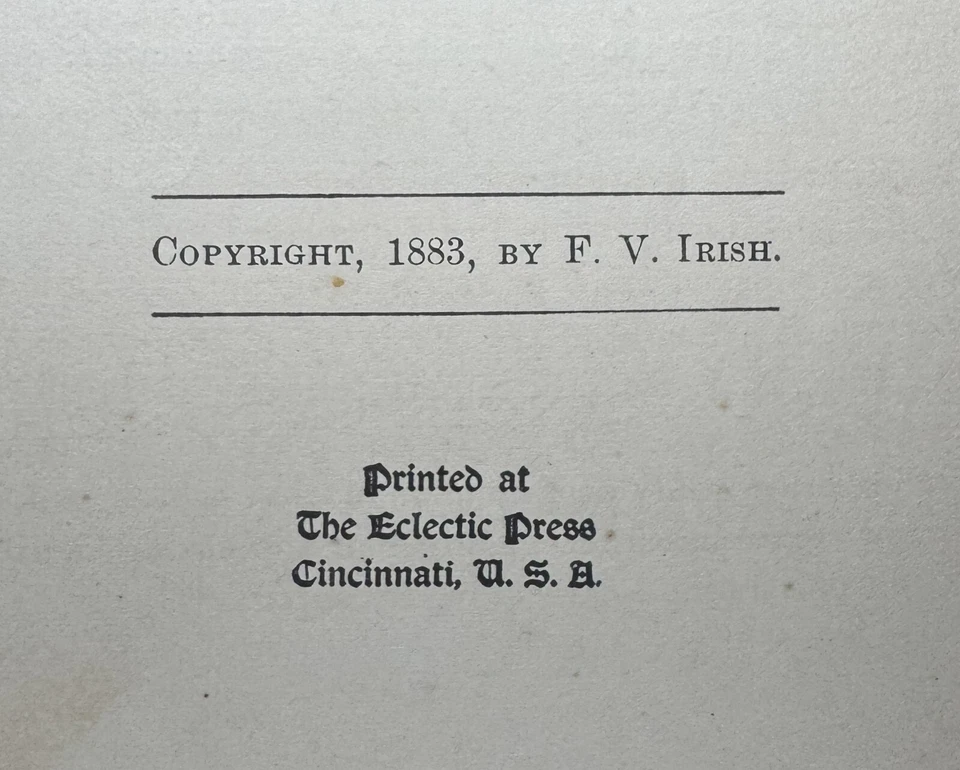 Copyright, 1883, by F. V. Irish.
Printed at
The Eclectic Press
Cincinnati, U. S. A.